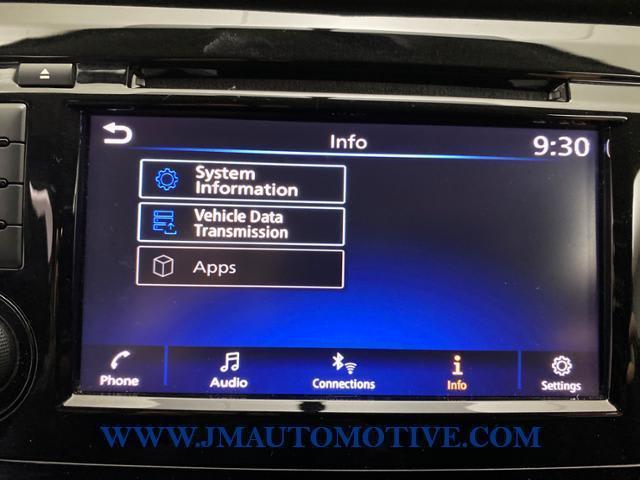 Info
9:30
System
Information
Vehicle Data
Transmission
Apps
Phone
Audio
Connections
Info
Settings
WWW.JMAUTOMOTIVE.COM